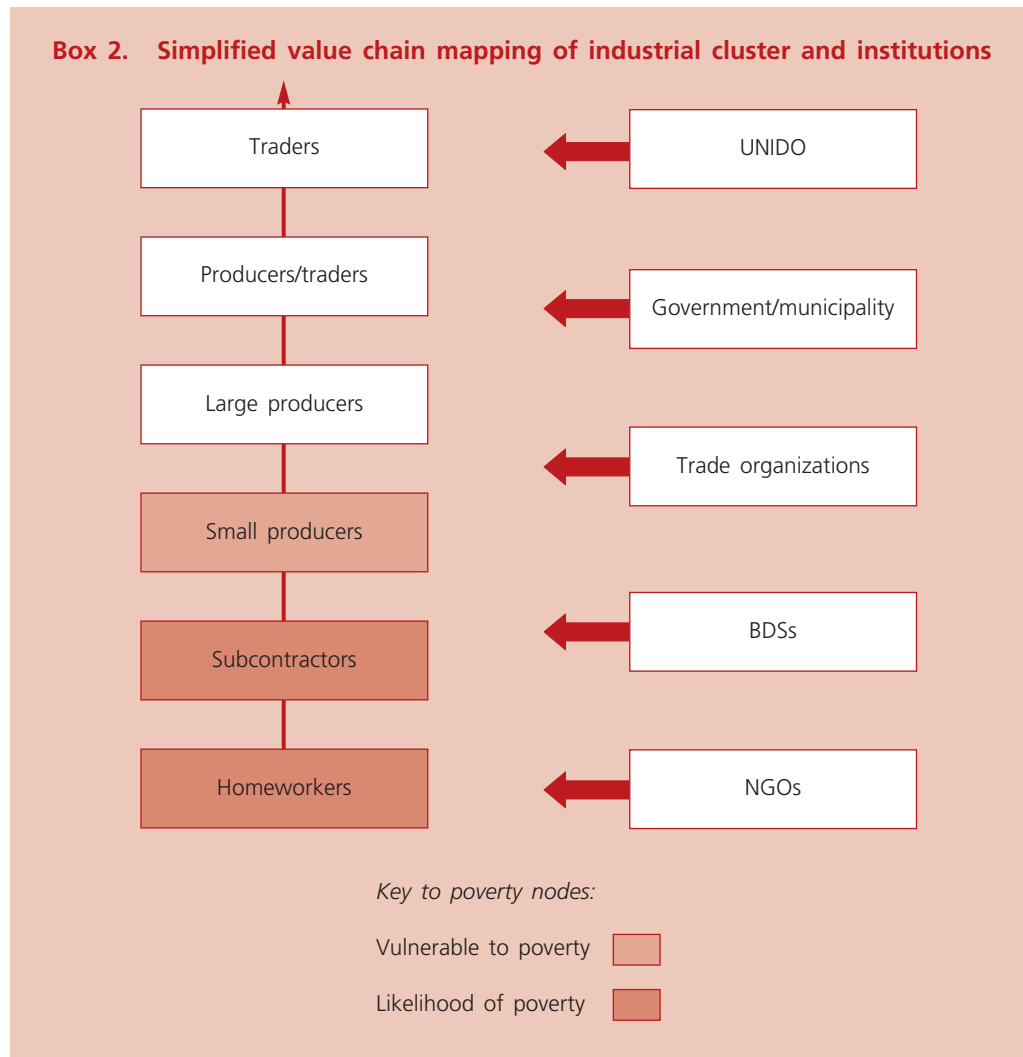 Box 2. Simplified value chain mapping of industrial cluster and institutions
Traders
UNIDO
Producers/traders
Government/municipality
Large producers
Trade organizations
Small producers
Subcontractors
BDSs
Homeworkers
NGOs
Key to poverty nodes:
Vulnerable to poverty
Likelihood of poverty